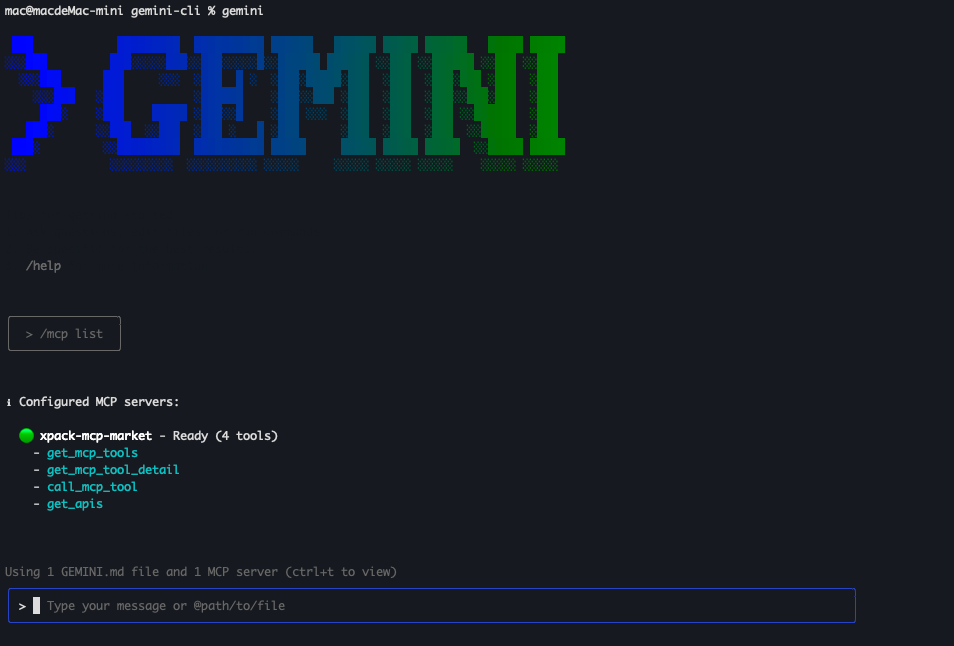 mac@macdeMac-mini gemini-cli % gemini
> GEMINI
/help
> /mcp list
ℹ Configured MCP servers:
🟢 xpack-mcp-market - Ready (4 tools)
- get_mcp_tools
- get_mcp_tool_detail
- call_mcp_tool
- get_apis
Using 1 GEMINI.md file and 1 MCP server (ctrl+t to view)
> Type your message or @path/to/file